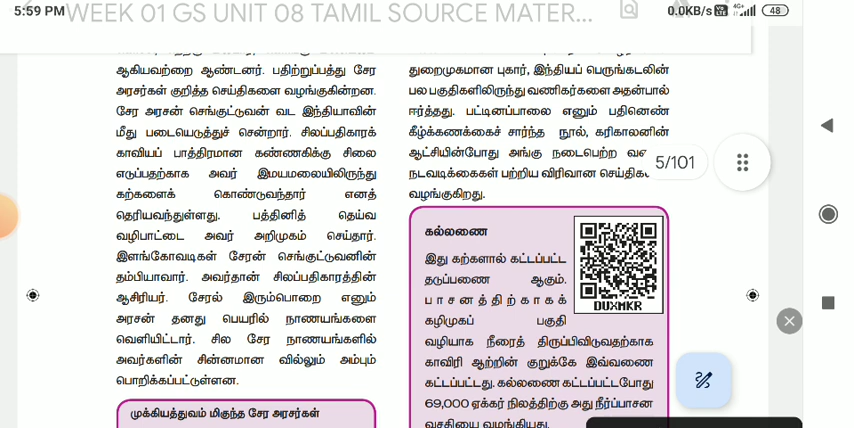 5:59 PM
WEEK 01 GS UNIT 08 TAMIL SOURCE MATER...
0.0KB/s
4G+
48
ஆகியவற்றை ஆண்டனர். பதிற்றுப்பத்து சேர
அரசர்கள் குறித்த செய்திகளை வழங்குகின்றன.
சேர அரசன் செங்குட்டுவன் வட இந்தியாவின்
மீது படையெடுத்துச் சென்றார். சிலப்பதிகாரக்
காவியப் பாத்திரமான கண்ணகிக்கு சிலை
எடுப்பதற்காக அவர் இமயமலையிலிருந்து
கற்களைக் கொண்டுவந்தார் எனத்
தெரியவந்துள்ளது. பத்தினித் தெய்வ
வழிபாட்டை அவர் அறிமுகம் செய்தார்.
இளங்கோவடிகள் சேரன் செங்குட்டுவனின்
தம்பியாவார். அவர்தான் சிலப்பதிகாரத்தின்
ஆசிரியர். சேரல் இரும்பொறை எனும்
அரசன் தனது பெயரில் நாணயங்களை
வெளியிட்டார். சில சேர நாணயங்களில்
அவர்களின் சின்னமான வில்லும் அம்பும்
பொறிக்கப்பட்டுள்ளன.
முக்கியத்துவம் மிகுந்த சேர அரசர்கள்
துறைமுகமான புகார், இந்தியப் பெருங்கடலின்
பல பகுதிகளிலிருந்து வணிகர்களை அதன்பால்
ஈர்த்தது. பட்டினப்பாலை எனும் பதினெண்
கீழ்க்கணக்கைச் சார்ந்த நூல், கரிகாலனின்
ஆட்சியின்போது அங்கு நடைபெற்ற
நடவடிக்கைகள் பற்றிய விரிவான
வழங்குகிறது.
5/101
கல்லணை
இது கற்களால் கட்டப்பட்ட
தடுப்பணை ஆகும்.
பாசனத்திற்காகக்
கழிமுகப் பகுதி
வழியாக நீரைத் திருப்பிவிடுவதற்காக
காவிரி ஆற்றின் குறுக்கே இவ்வணை
கட்டப்பட்டது. கல்லணை கட்டப்பட்டபோது
69,000 ஏக்கர் நிலத்திற்கு அது நீர்ப்பாசன
வசதியை வழங்கியது.
DUXMKR